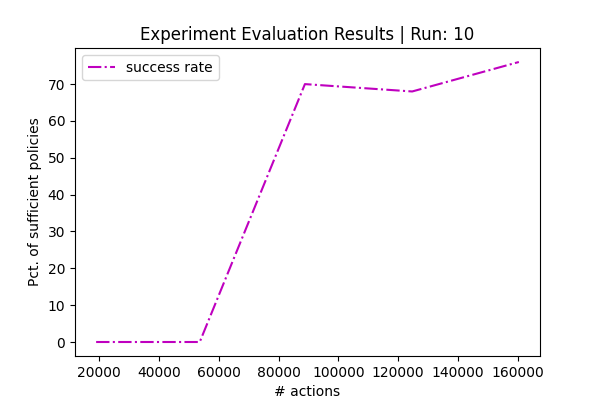 Experiment Evaluation Results | Run: 10
success rate
Pct. of sufficient policies
70
60
50
40
30
20
10
0
20000 40000 60000 80000 100000 120000 140000 160000
# actions